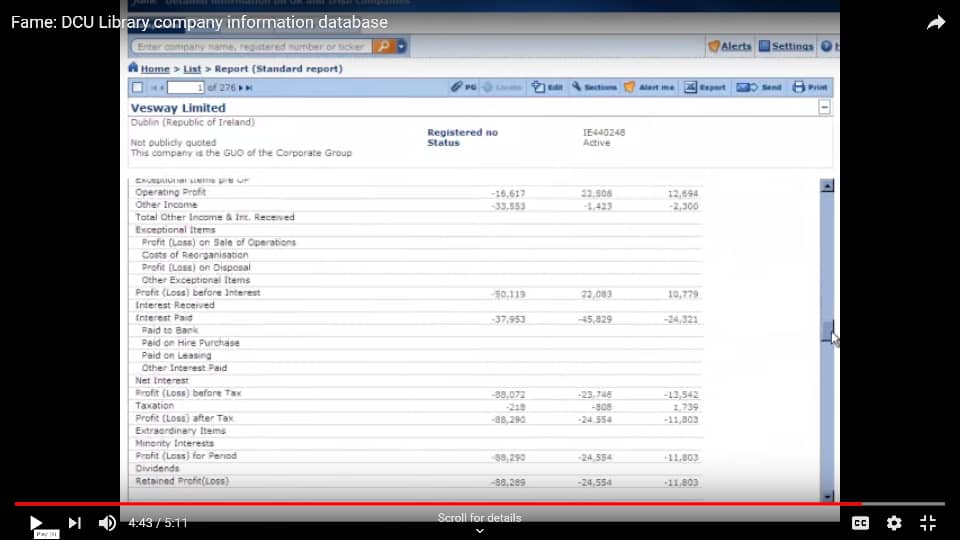 Fame: DCU Library company information database
Enter company name, registered number or ticker
Alerts Settings
Home > List > Report (Standard report)
1 of 276 PG Locate Edit Sections Alert me Export Send Print
Vesway Limited
Dublin (Republic of Ireland)
Registered no IE440248
Not publicly quoted Status Active
This company is the GUO of the Corporate Group
Exceptional Items pre OP
Operating Profit -16,617 12,694
Other Income -33,553 -1,423 -2,300
Total Other Income & Int. Received
Exceptional Items
Profit (Loss) on Sale of Operations
Costs of Reorganisation
Profit (Loss) on Disposal
Other Exceptional Items
Profit (Loss) before Interest -50,119 22,083 10,779
Interest Received
Interest Paid -37,953 -45,829 -24,321
Paid to Bank
Paid on Hire Purchase
Paid on Leasing
Other Interest Paid
Net Interest
Profit (Loss) before Tax -88,072 -23,746 -13,542
Taxation -218 -808 1,739
Profit (Loss) after Tax -88,290 -24,554 -11,803
Extraordinary Items
Minority Interests
Profit (Loss) for Period -88,290 -24,554 -11,803
Dividends
Retained Profit(Loss) -88,289 -24,554 -11,803
4:43 / 5:11
Scroll for details
CC